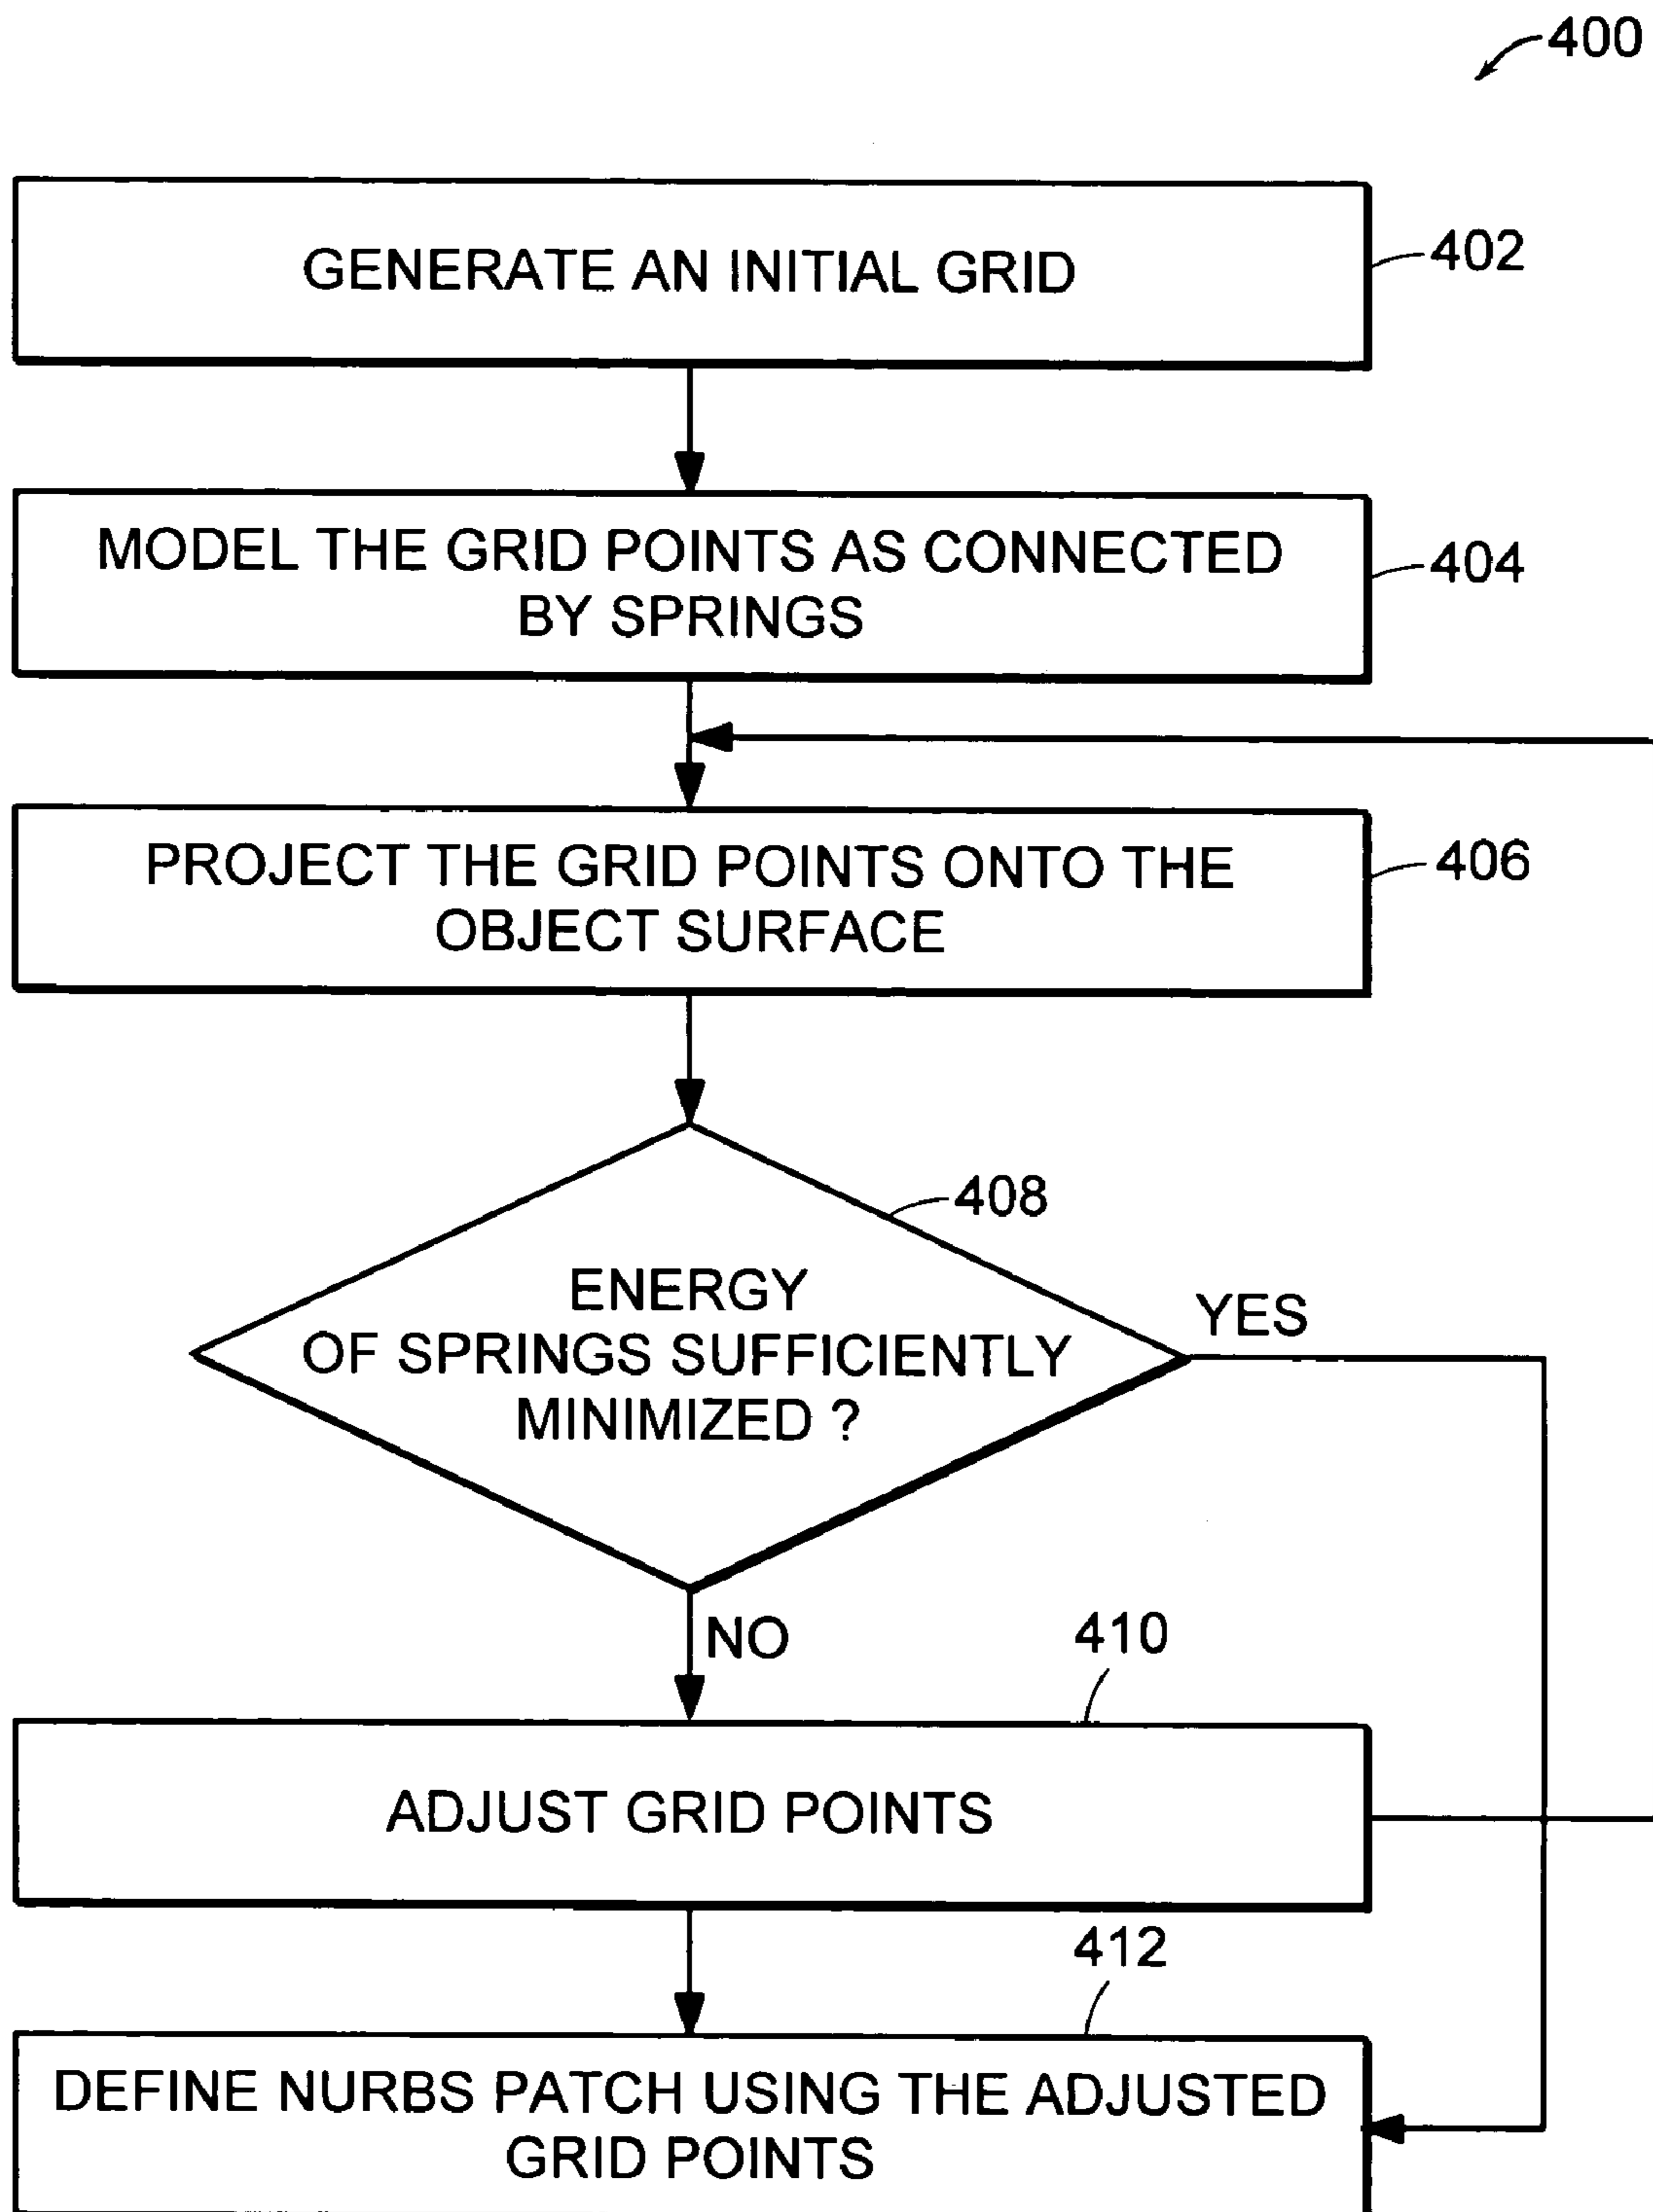 400
GENERATE AN INITIAL GRID
402
MODEL THE GRID POINTS AS CONNECTED
BY SPRINGS
404
PROJECT THE GRID POINTS ONTO THE
OBJECT SURFACE
406
408
ENERGY
OF SPRINGS SUFFICIENTLY
MINIMIZED ?
YES
NO
410
ADJUST GRID POINTS
412
DEFINE NURBS PATCH USING THE ADJUSTED
GRID POINTS